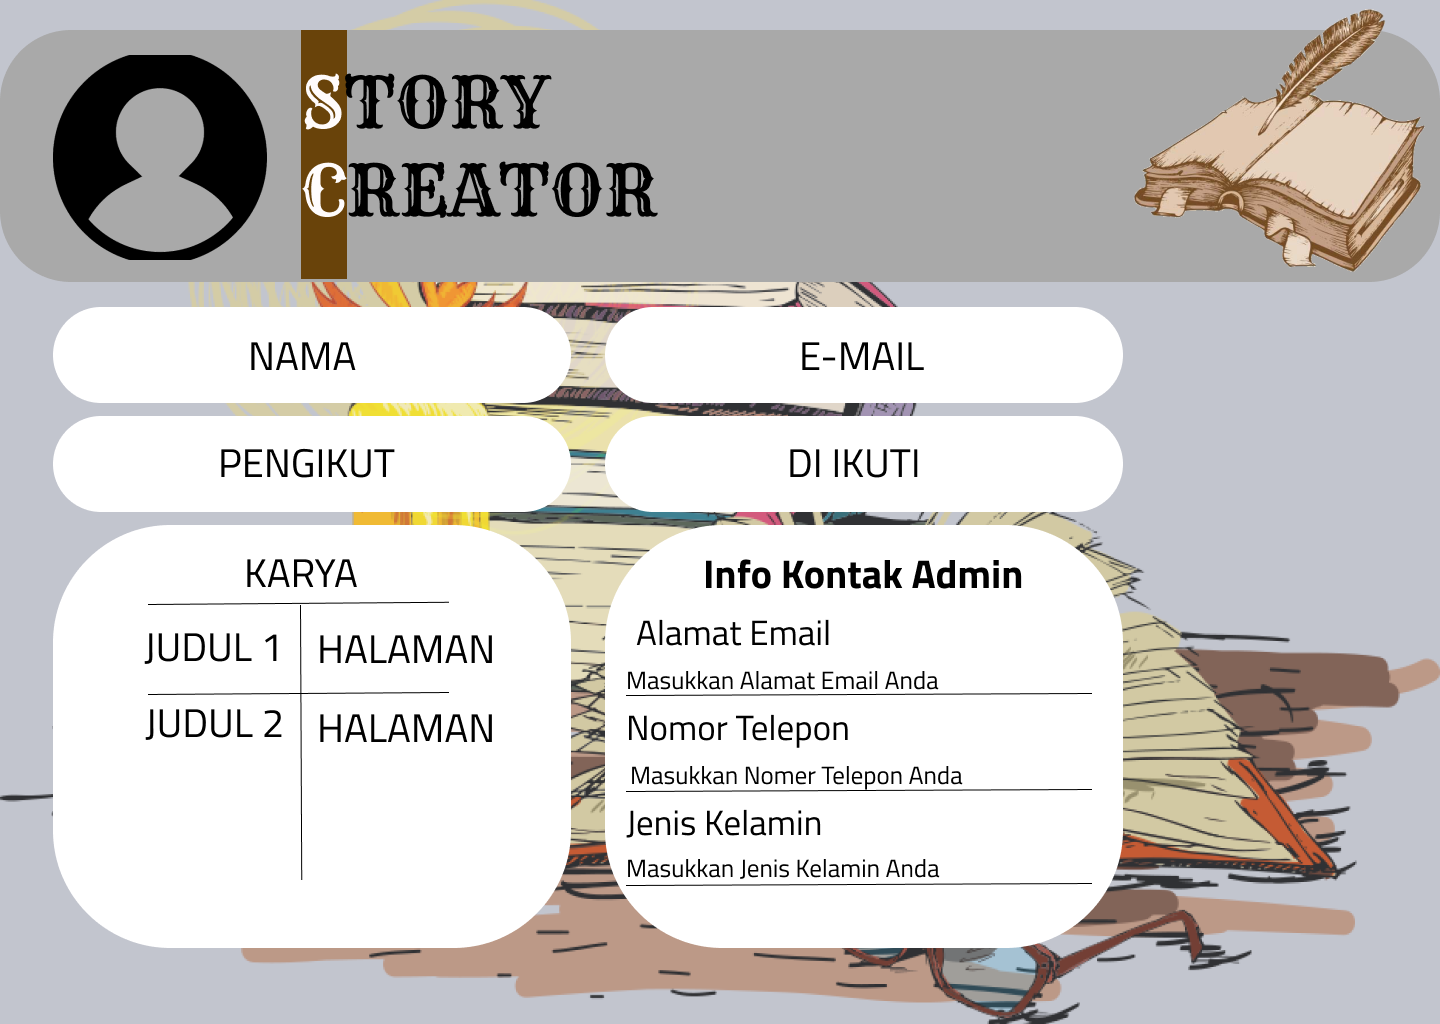 STORY
CREATOR
NAMA
E-MAIL
PENGIKUT
DI IKUTI
KARYA
JUDUL 1
HALAMAN
JUDUL 2
HALAMAN
Info Kontak Admin
Alamat Email
Masukkan Alamat Email Anda
Nomor Telepon
Masukkan Nomer Telepon Anda
Jenis Kelamin
Masukkan Jenis Kelamin Anda